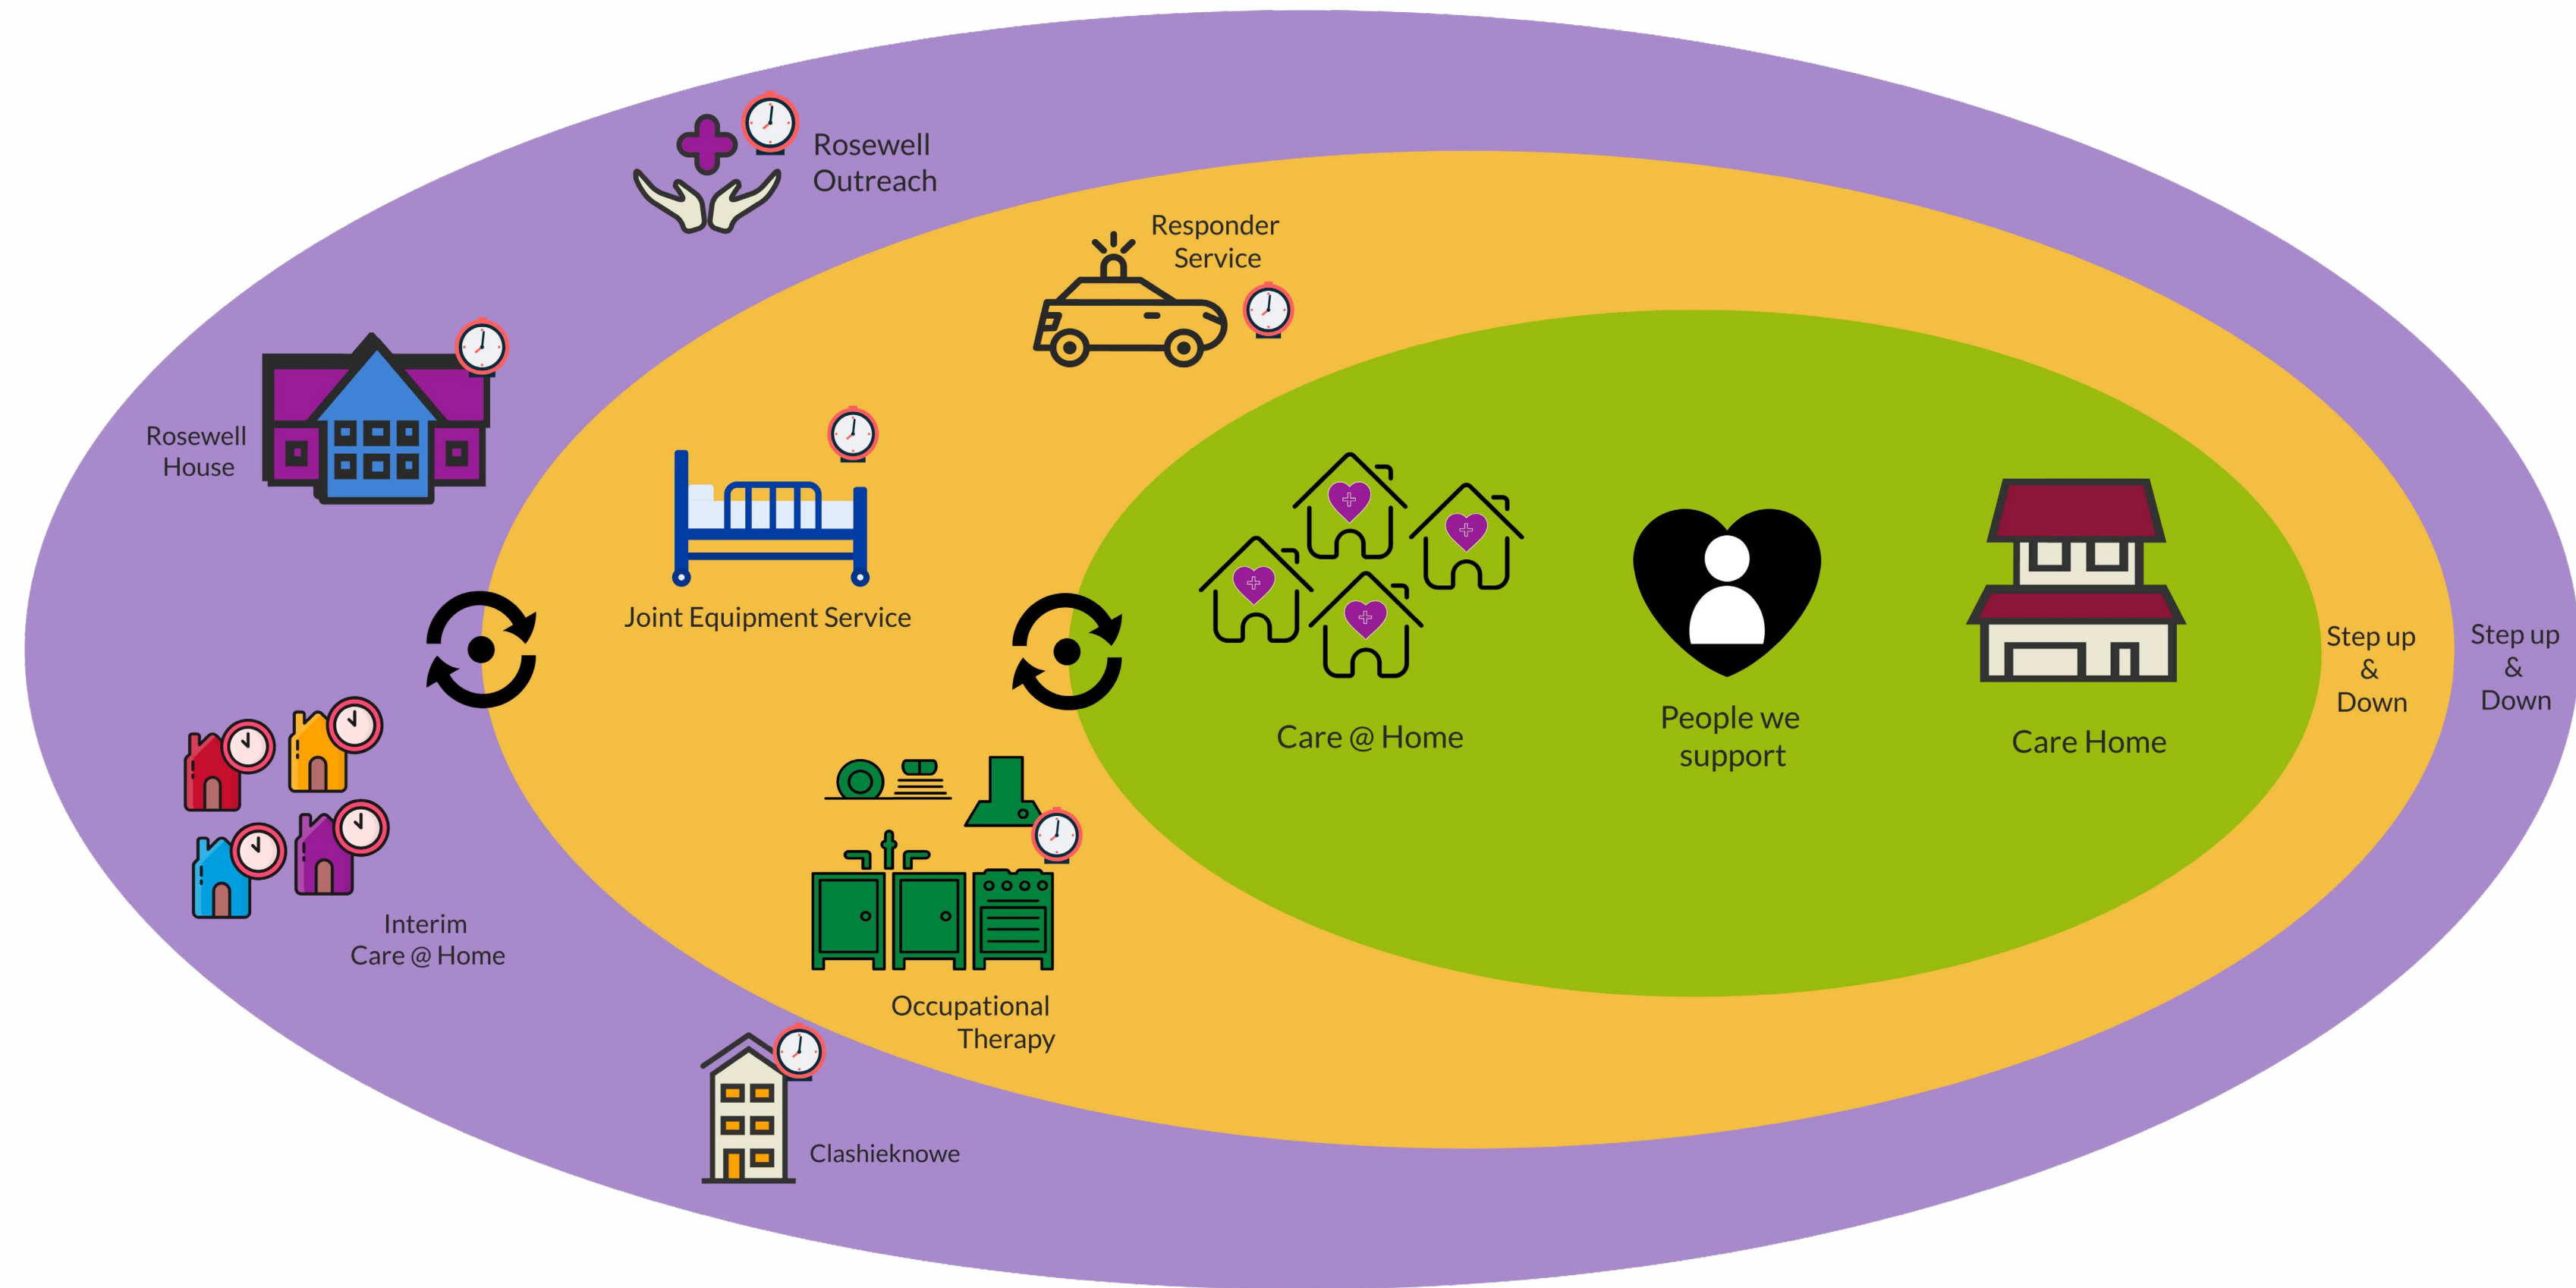 Rosewell
Outreach
Responder
Service
Rosewell
House
Joint Equipment Service
Care @ Home
People we
support
Care Home
Step up
&
Down
Step up
&
Down
Interim
Care @ Home
Occupational
Therapy
Clashieknowe